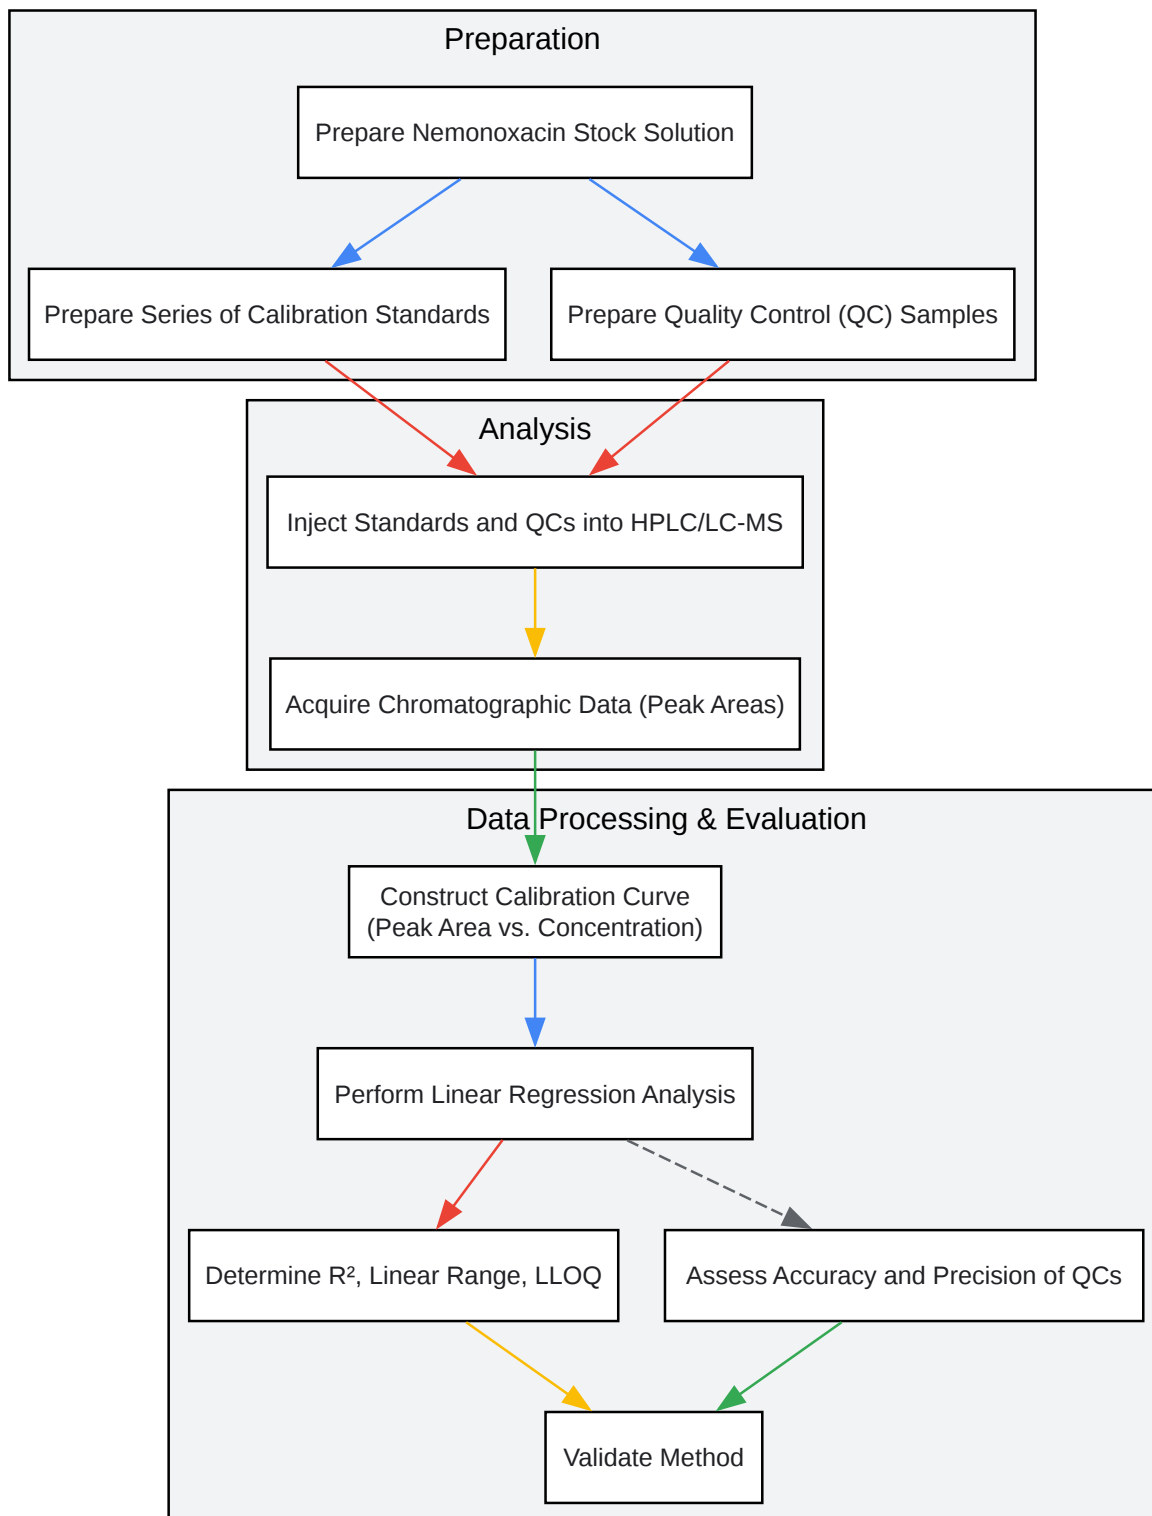 Preparation
Prepare Nemonoxacin Stock Solution
Prepare Series of Calibration Standards
Prepare Quality Control (QC) Samples
Analysis
Inject Standards and QCs into HPLC/LC-MS
Acquire Chromatographic Data (Peak Areas)
Data Processing & Evaluation
Construct Calibration Curve
(Peak Area vs. Concentration)
Perform Linear Regression Analysis
Determine R², Linear Range, LLOQ
Assess Accuracy and Precision of QCs
Validate Method